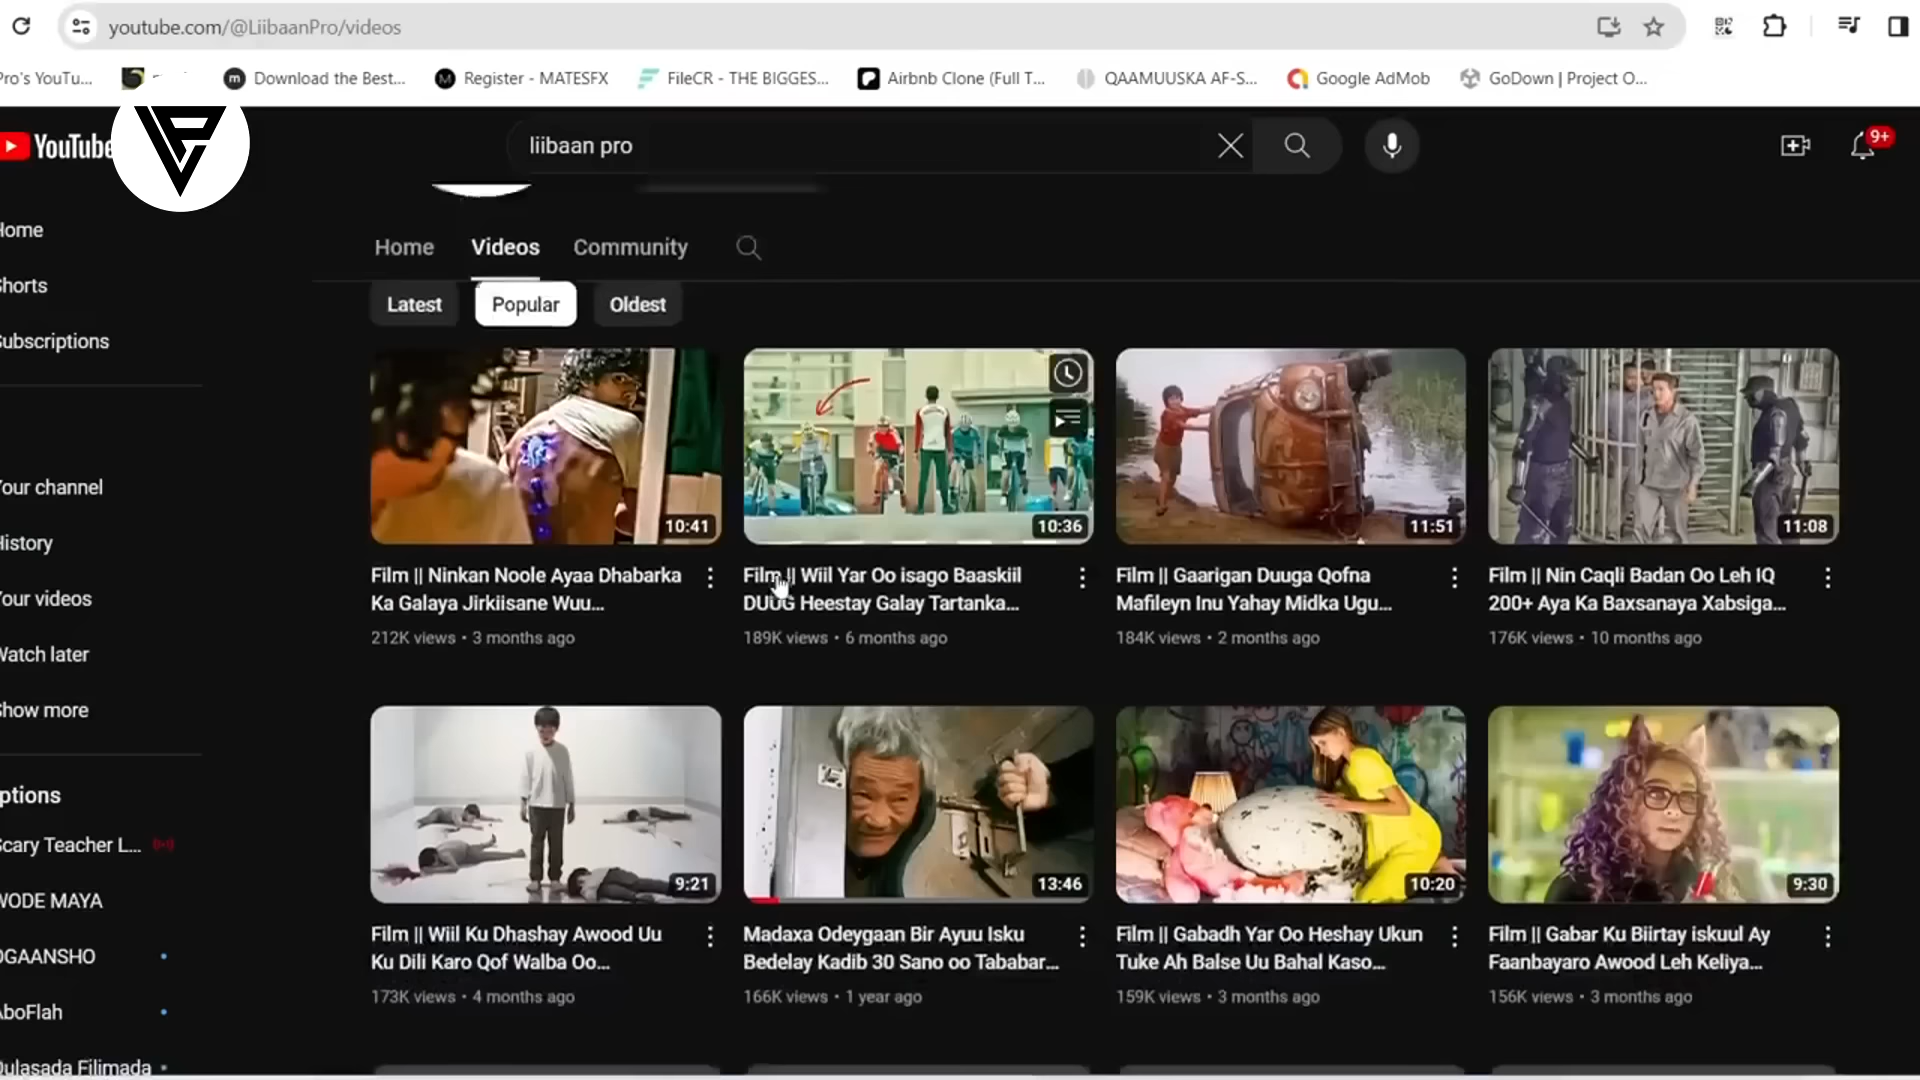 youtube.com/@LiibaanPro/videos
Pro's YouTu...
Download the Best...
Register - MATESFX
FileCR - THE BIGGES...
Airbnb Clone (Full T...
QAAMUUSKA AF-S...
Google AdMob
GoDown | Project O...
YouTube
liibaan pro
9+
Home
Shorts
Subscriptions
Your channel
History
Your videos
Watch later
Show more
ptions
Scary Teacher L...
WODE MAYA
OGAANSHO
AboFlah
Qulasada Filimada
Home
Videos
Community
Latest
Popular
Oldest
10:41
Film || Ninkan Noole Ayaa Dhabarka
Ka Galaya Jirkiisane Wuu...
212K views • 3 months ago
10:36
Film || Wiil Yar Oo isago Baaskiil
DUUG Heestay Galay Tartanka...
189K views • 6 months ago
11:51
Film || Gaarigan Duuga Qofna
Mafileyn Inu Yahay Midka Ugu...
184K views • 2 months ago
11:08
Film || Nin Caqli Badan Oo Leh IQ
200+ Aya Ka Baxsanaya Xabsiga...
176K views • 10 months ago
9:21
Film || Wiil Ku Dhashay Awood Uu
Ku Dili Karo Qof Walba Oo...
173K views • 4 months ago
13:46
Madaxa Odeygaan Bir Ayuu Isku
Bedelay Kadib 30 Sano oo Tababar...
166K views • 1 year ago
10:20
Film || Gabadh Yar Oo Heshay Ukun
Tuke Ah Balse Uu Bahal Kaso...
159K views • 3 months ago
9:30
Film || Gabar Ku Biirtay iskuul Ay
Faanbayaro Awood Leh Keliya...
156K views • 3 months ago